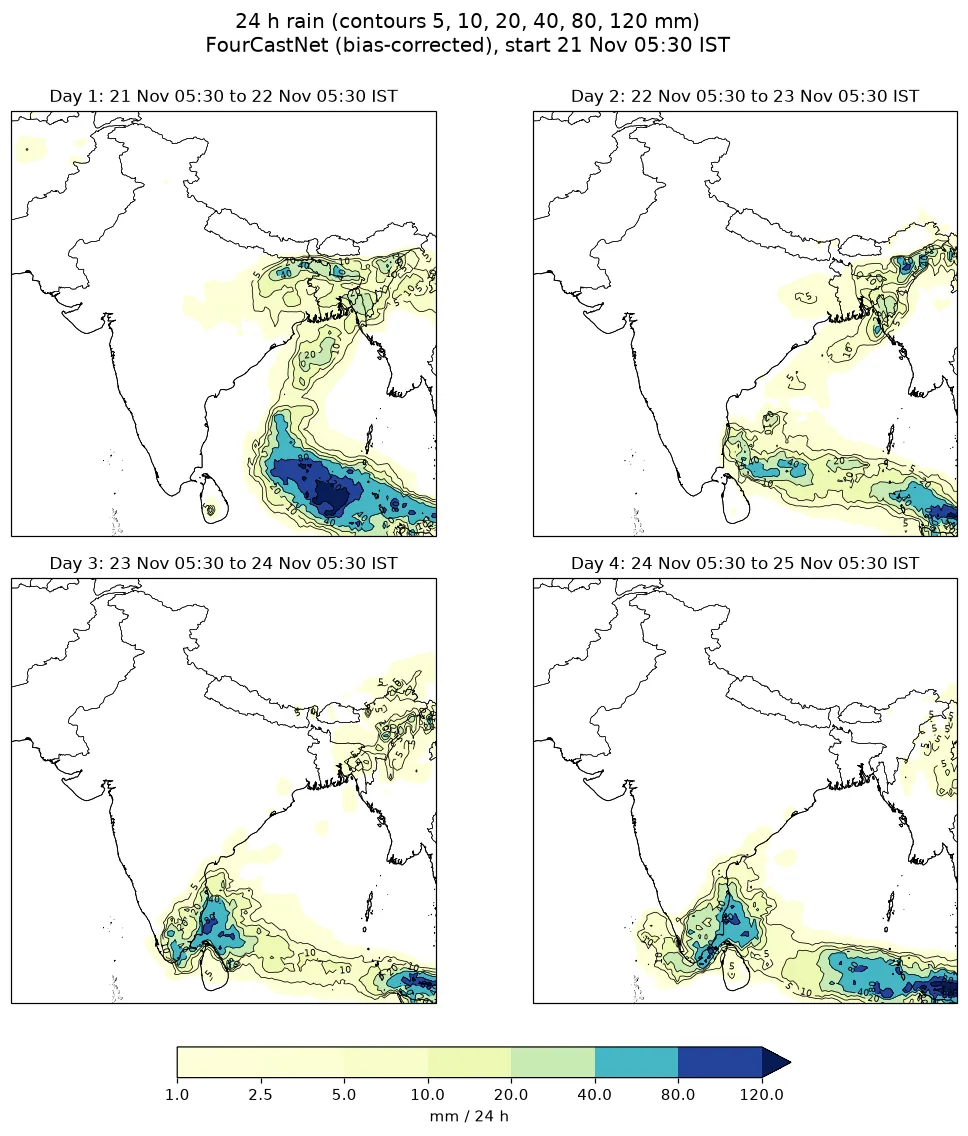 24 h rain (contours 5, 10, 20, 40, 80, 120 mm)
FourCastNet (bias-corrected), start 21 Nov 05:30 IST
Day 1: 21 Nov 05:30 to 22 Nov 05:30 IST
Day 2: 22 Nov 05:30 to 23 Nov 05:30 IST
Day 3: 23 Nov 05:30 to 24 Nov 05:30 IST
Day 4: 24 Nov 05:30 to 25 Nov 05:30 IST
1.0 2.5 5.0 10.0 20.0 40.0 80.0 120.0
mm / 24 h